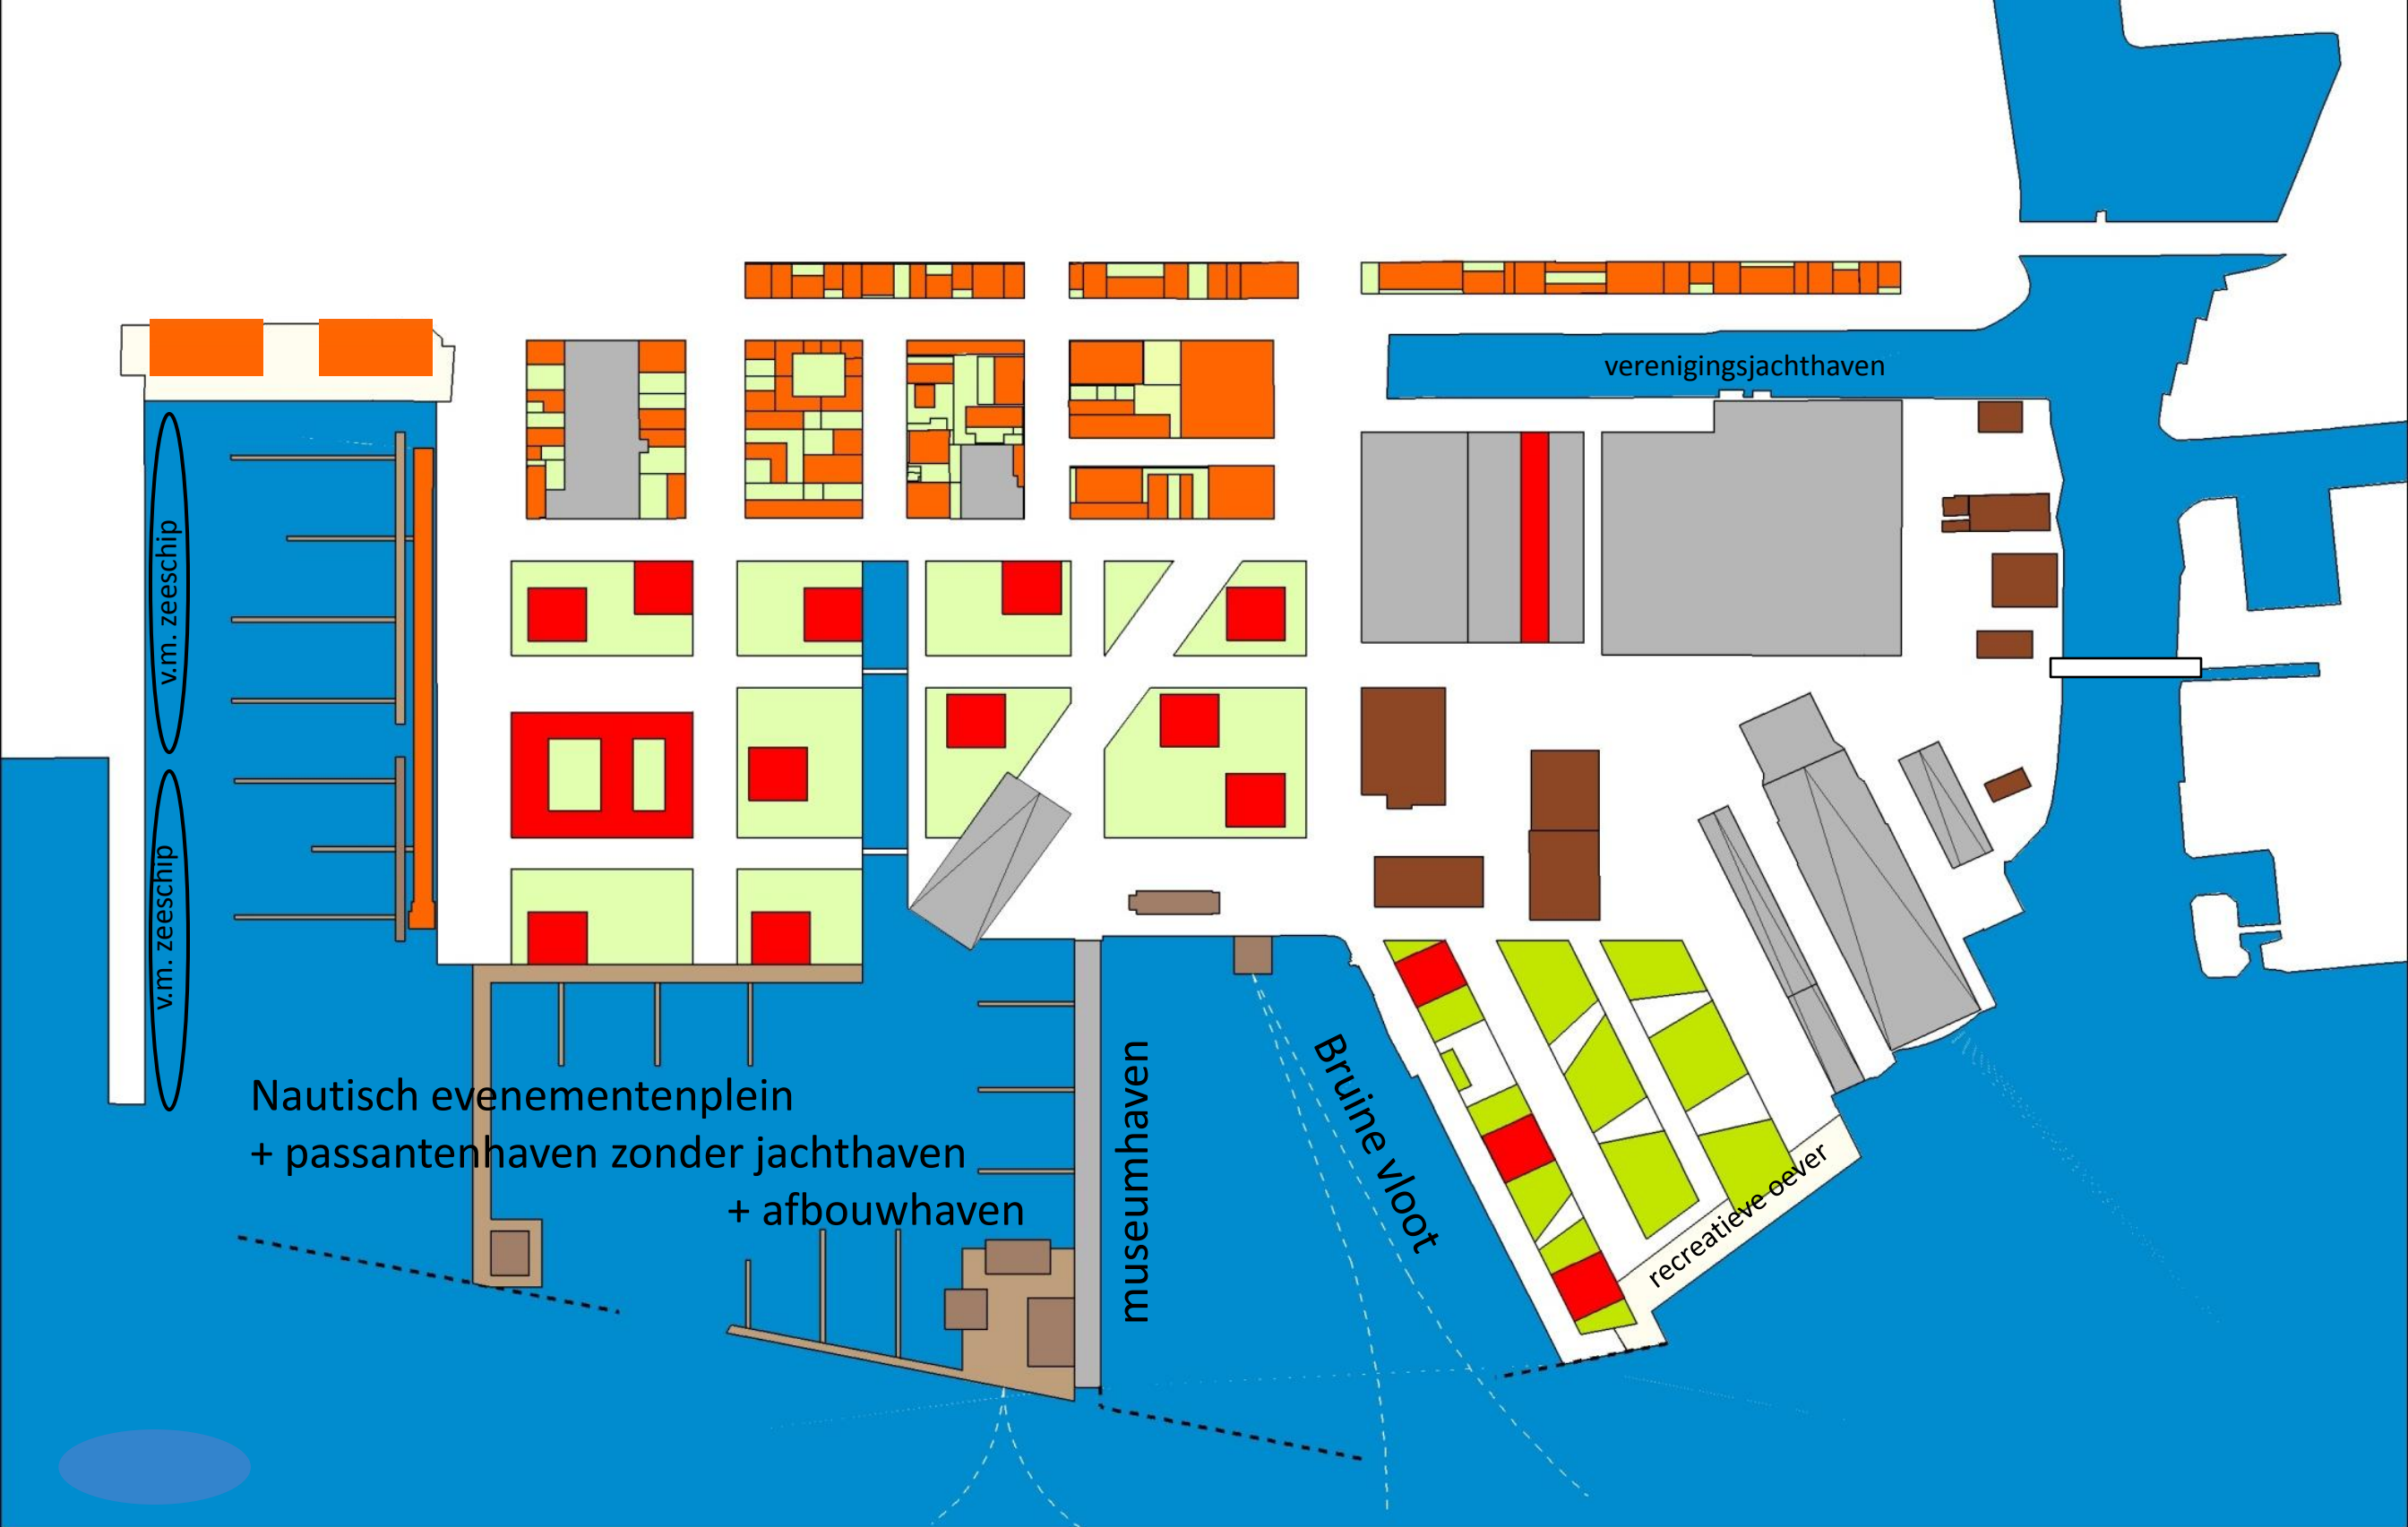 verenigingsjachthaven
v.m. zeeschip
v.m. zeeschip
Nautisch evenementenplein
+ passantenhaven zonder jachthaven
+ afbouwhaven
museumhaven
Bruine vloot
recreatieve oever